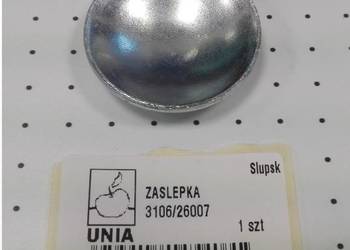 Slupsk
ZASLEPKA
3106/26007
UNIA
1 szt